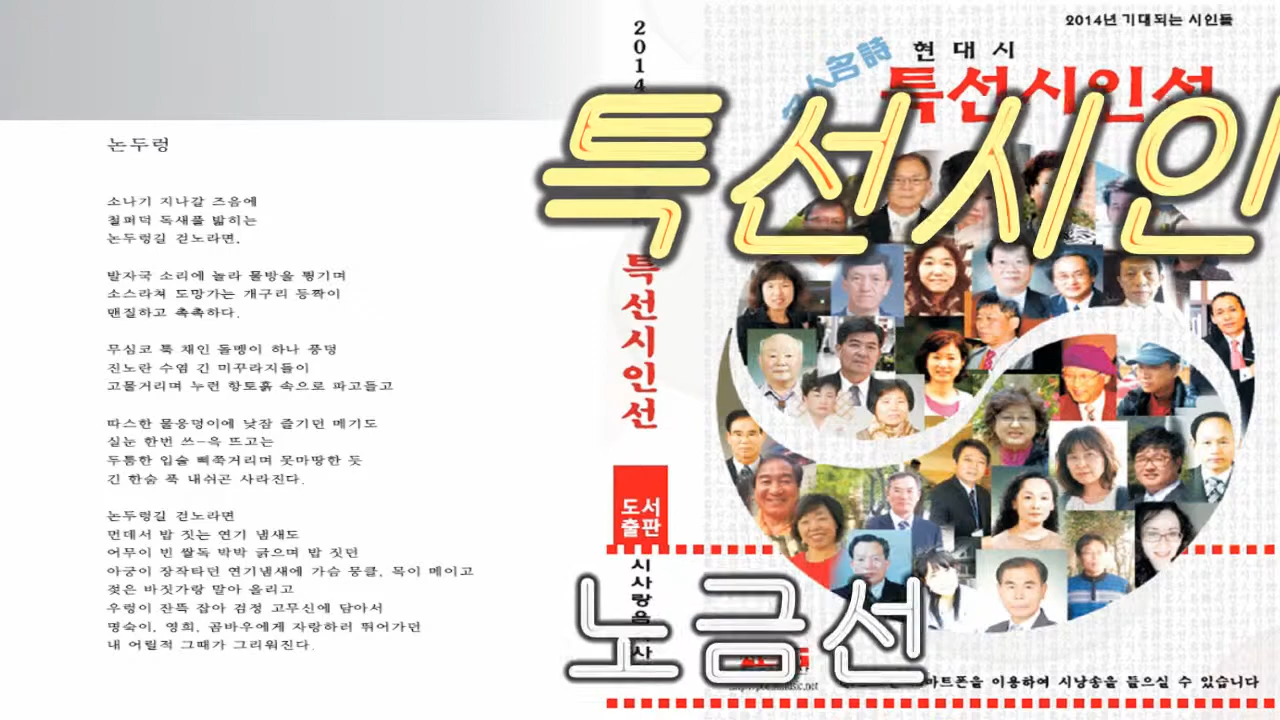 논두렁
소나기 지나갈 즈음에
철퍼덕 독새풀 밟히는
논두렁길 걷노라면,
발자국 소리에 놀라 물방울 튕기며
소스라쳐 도망가는 개구리 등짝이
맨질하고 촉촉하다.
무심코 툭 채인 돌멩이 하나 풍덩
진노란 수염 긴 미꾸라지들이
고물거리며 누런 황토흙 속으로 파고들고
따스한 물웅덩이에 낮잠 즐기던 메기도
실눈 한번 쓰-윽 뜨고는
두툼한 입술 삐쭉거리며 못마땅한 듯
긴 한숨 푹 내쉬곤 사라진다.
논두렁길 걷노라면
먼데서 밥 짓는 연기 냄새도
어무이 빈 쌀독 박박 긁으며 밥 짓던
아궁이 장작타던 연기냄새에 가슴 뭉클, 목이 메이고
젖은 바짓가랑 말아 올리고
우렁이 잔뜩 잡아 검정 고무신에 담아서
명숙이, 영희, 곰바우에게 자랑하러 뛰어가던
내 어릴적 그때가 그리워진다.
2014
특선시인선
도서
출판
시사랑음
사
2014년 기대되는 시인들
名人名詩
현대시
특선시인선
특선시인
노금선
마트폰을 이용하여 시낭송을 들으실 수 있습니다